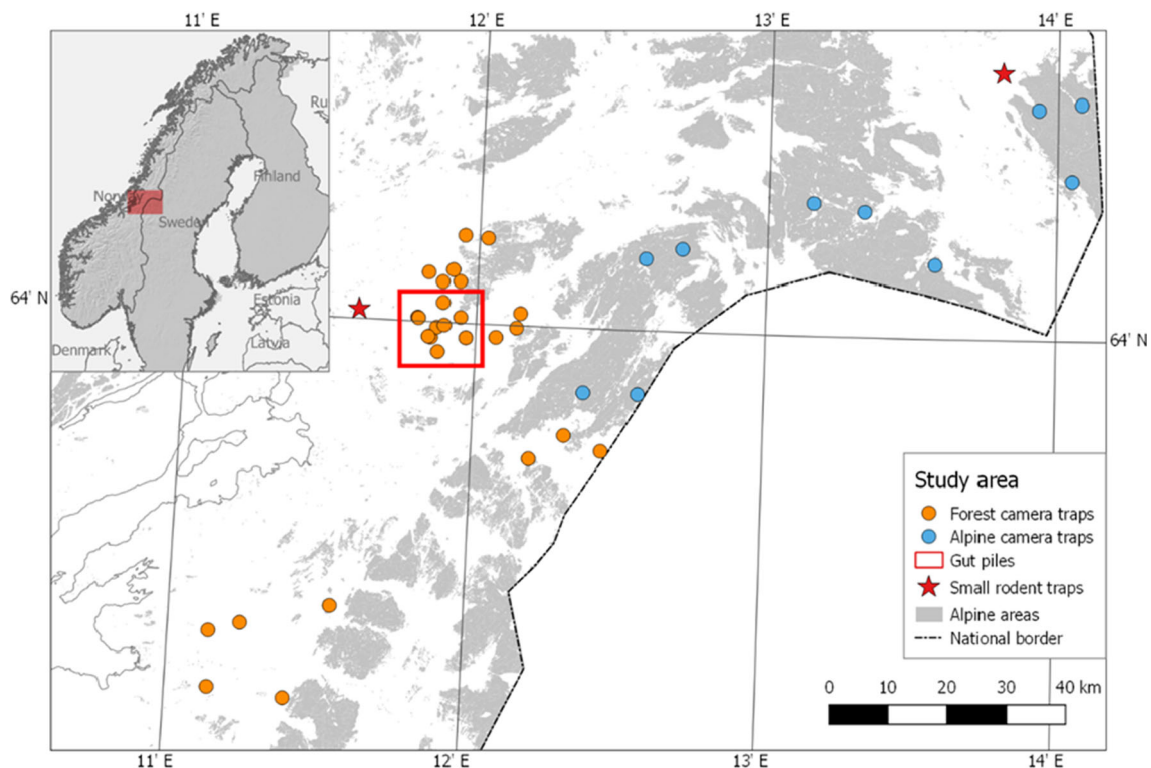 11' E 12' E 13' E 14' E
Ru
Finland
Norway
Sweden
64' N
Estonia
Latvia
Denmark
64' N
Study area
Forest camera traps
Alpine camera traps
Gut piles
Small rodent traps
Alpine areas
National border
0 10 20 30 40 km
11' E 12' E 13' E 14' E